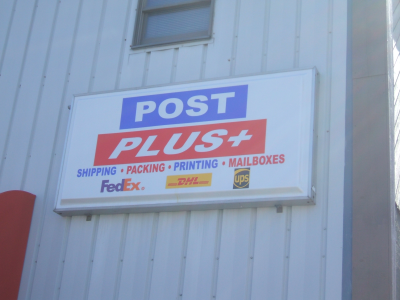 POST
PLUS+
SHIPPING • PACKING • PRINTING • MAILBOXES
FedEx DHL ups